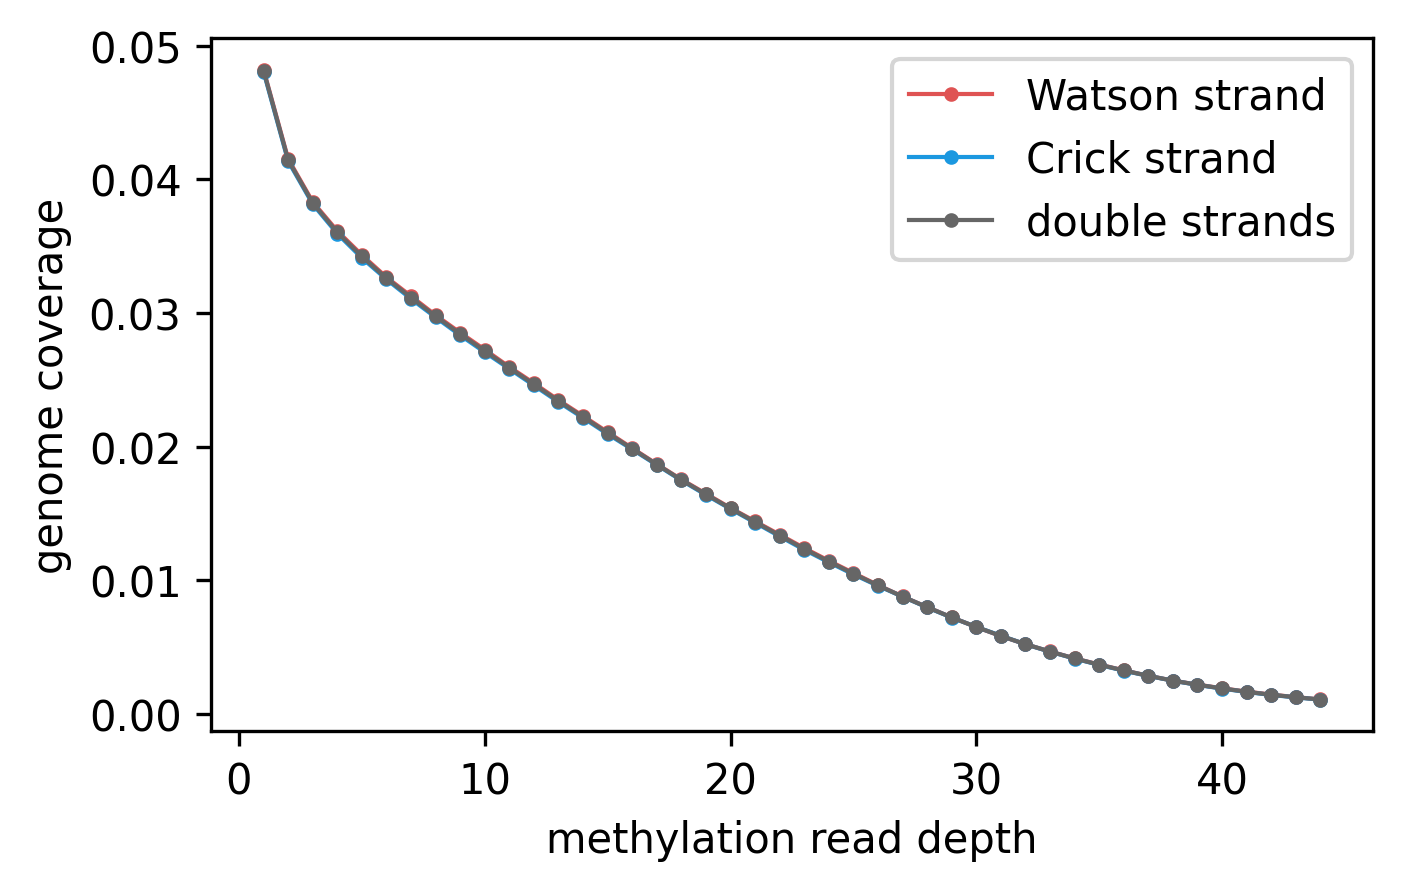 0.05
0.04
0.03
0.02
0.01
0.00
genome coverage
Watson strand
Crick strand
double strands
0 10 20 30 40
methylation read depth